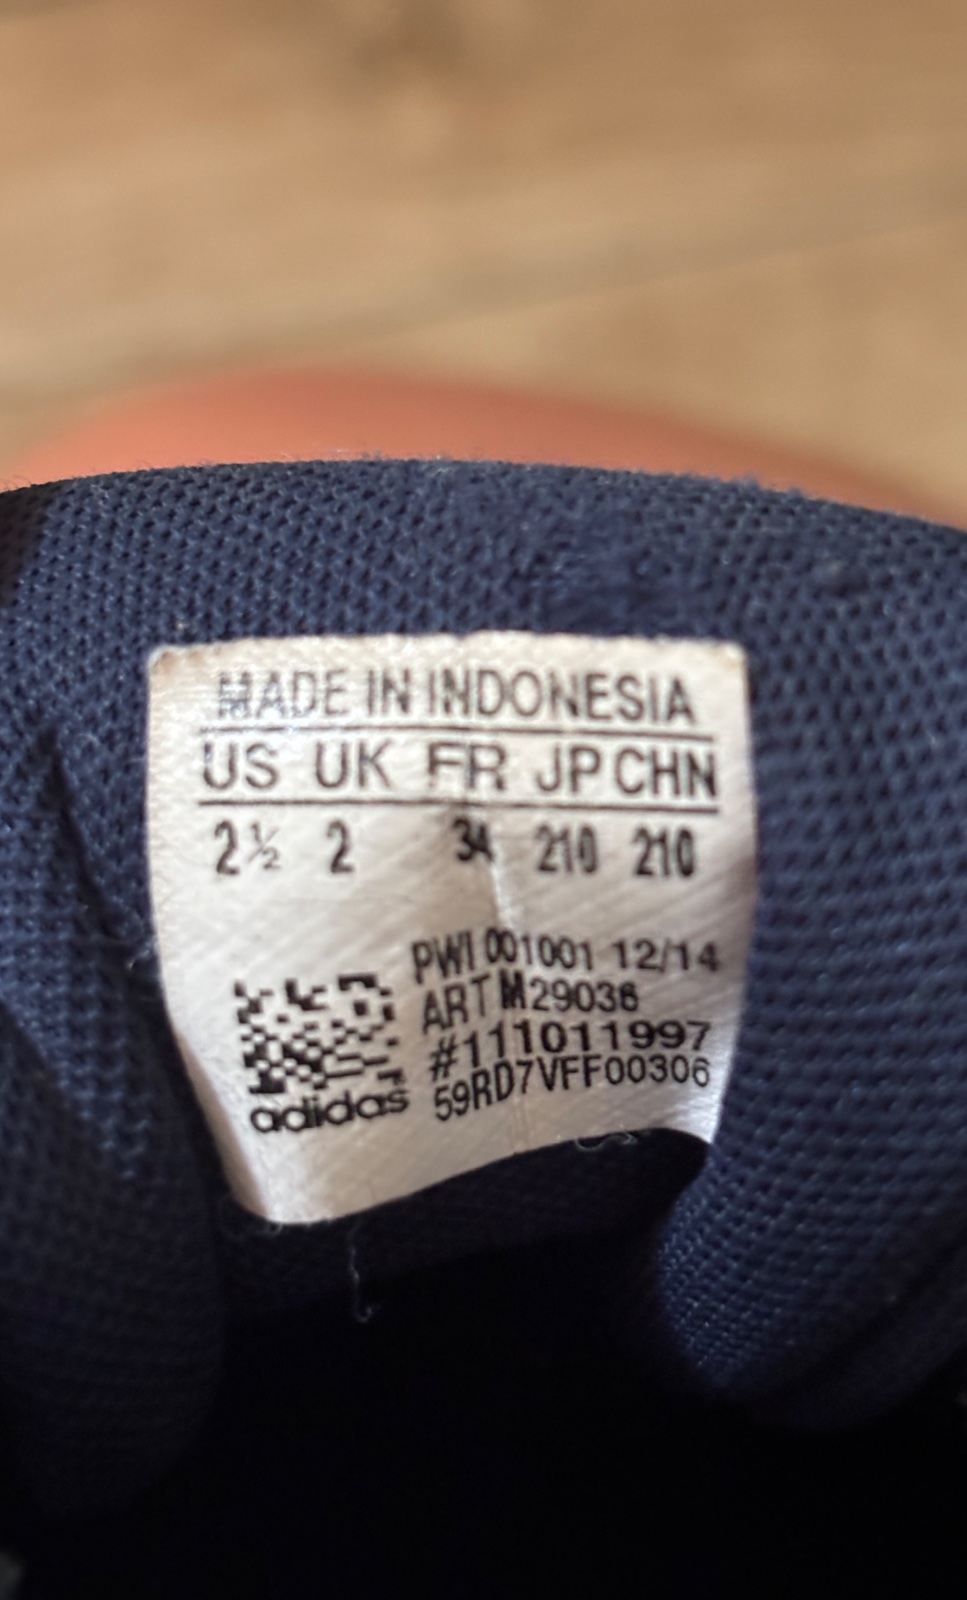 MADE IN INDONESIA
US UK FR JP CHN
2½ 2 34 210 210
PWI 001001 12/14
ART M29036
#111011997
59RD7VFF00306
adidas